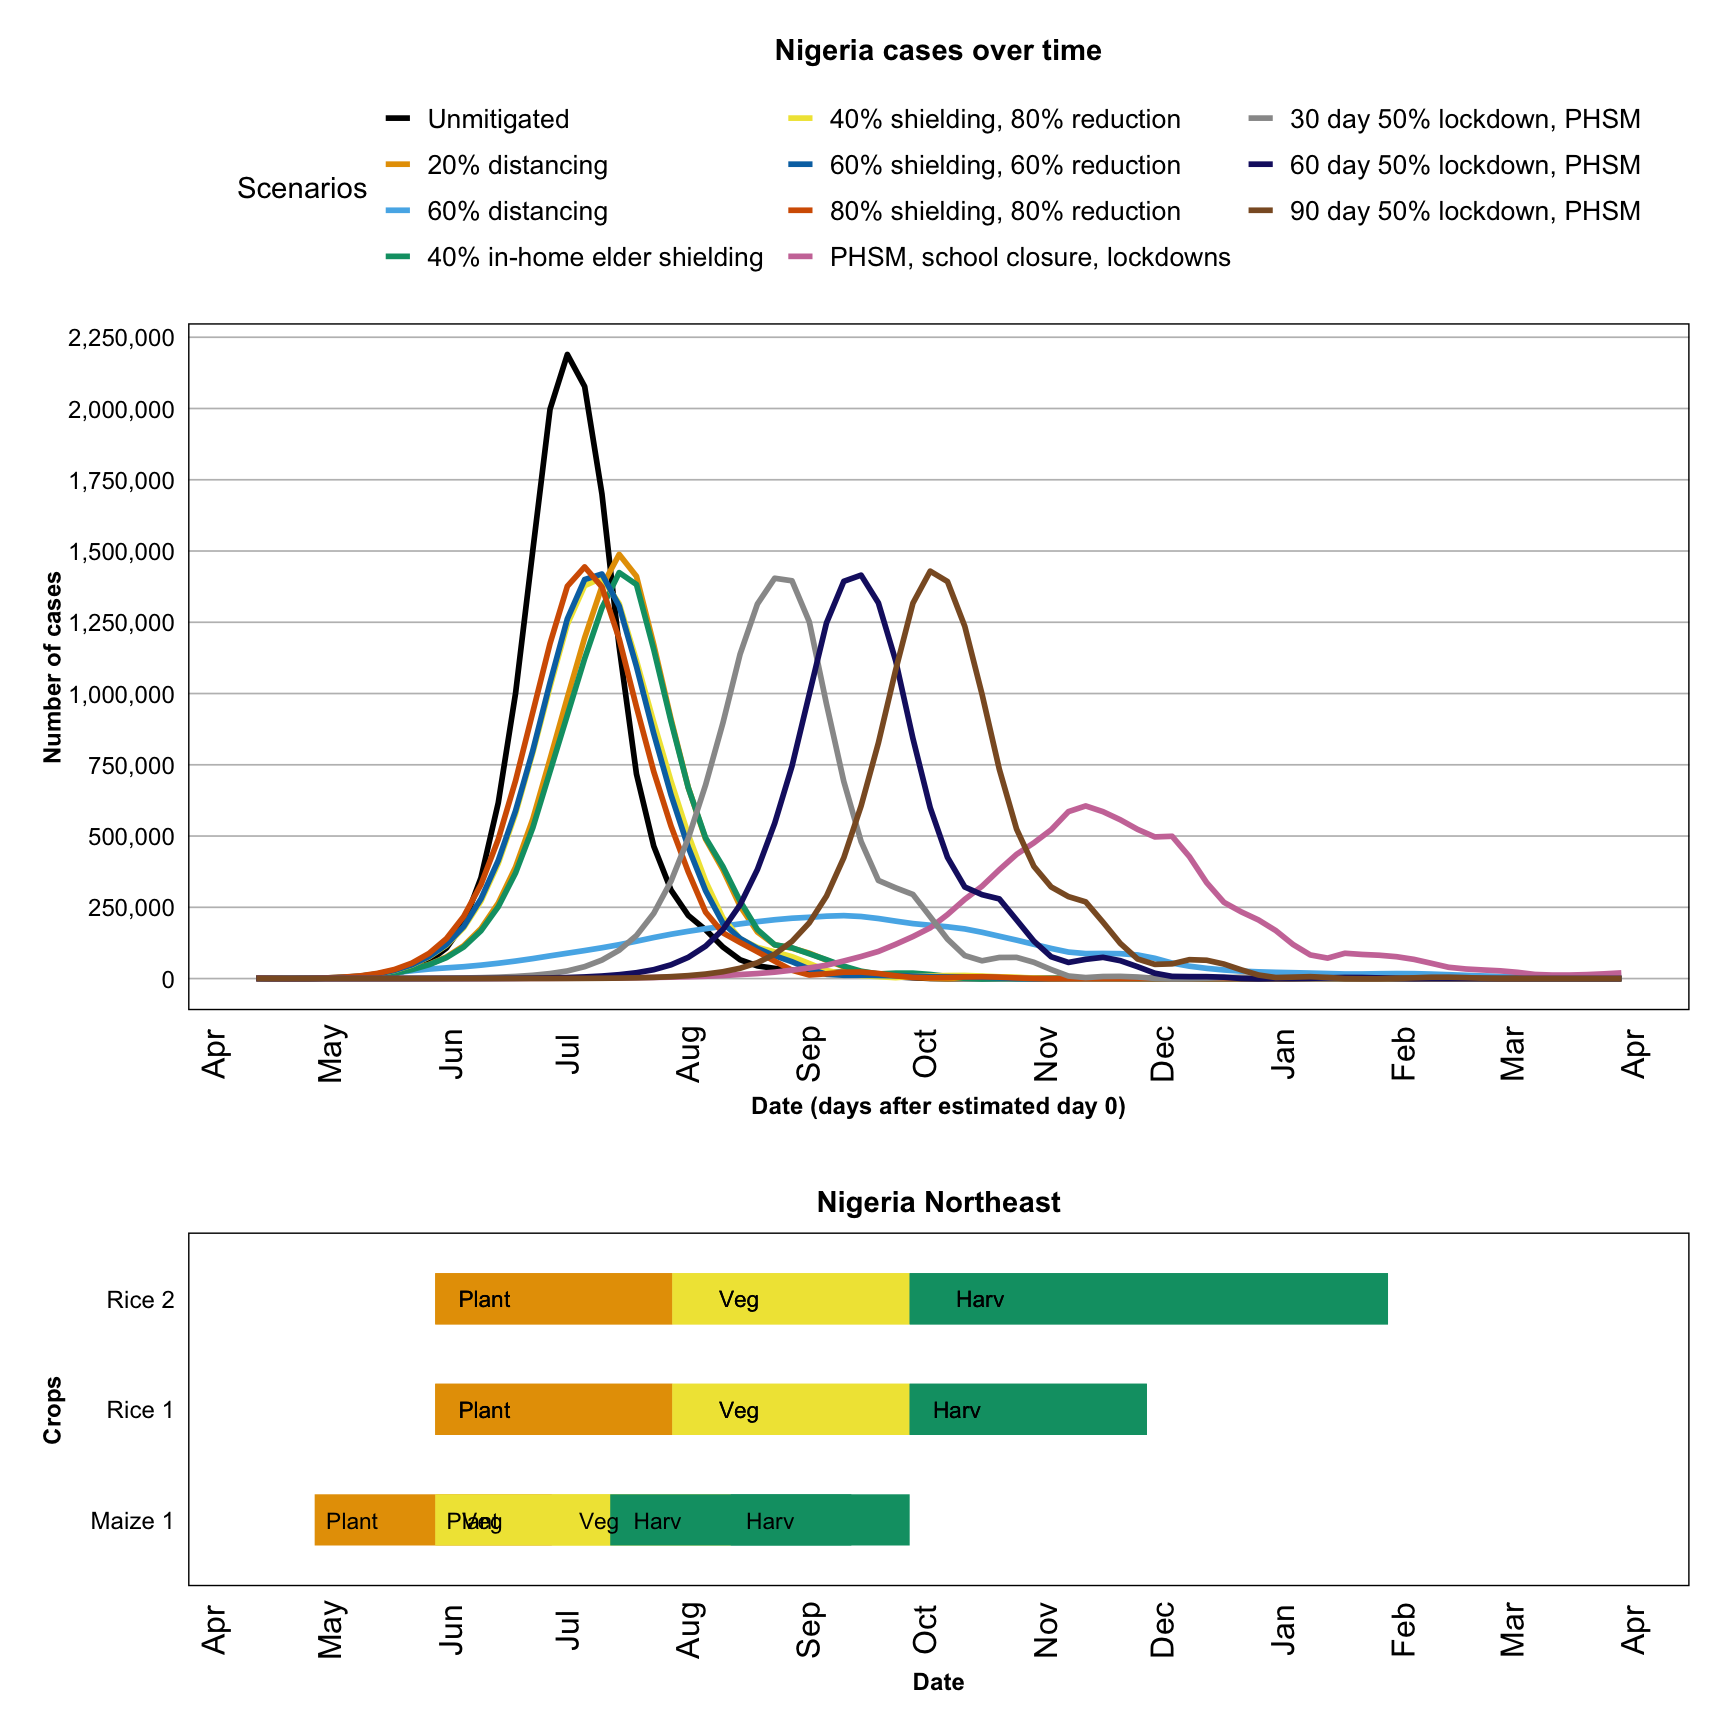 Nigeria cases over time
Scenarios
Unmitigated
20% distancing
60% distancing
40% in-home elder shielding
40% shielding, 80% reduction
60% shielding, 60% reduction
80% shielding, 80% reduction
PHSM, school closure, lockdowns
30 day 50% lockdown, PHSM
60 day 50% lockdown, PHSM
90 day 50% lockdown, PHSM
Number of cases
2,250,000
2,000,000
1,750,000
1,500,000
1,250,000
1,000,000
750,000
500,000
250,000
0
Apr May Jun Jul Aug Sep Oct Nov Dec Jan Feb Mar Apr
Date (days after estimated day 0)
Nigeria Northeast
Crops
Rice 2 Plant Veg Harv
Rice 1 Plant Veg Harv
Maize 1 Plant Plant Veg Veg Harv Harv
Apr May Jun Jul Aug Sep Oct Nov Dec Jan Feb Mar Apr
Date